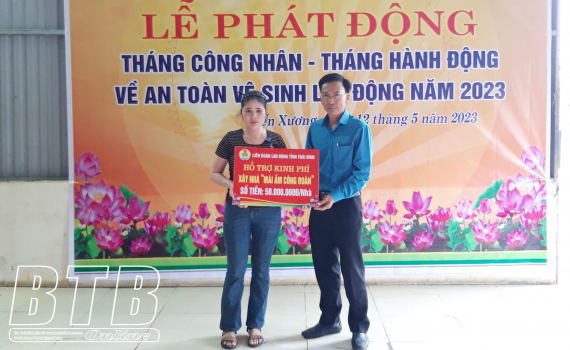 LỄ PHÁT ĐỘNG
THÁNG CÔNG NHÂN - THÁNG HÀNH ĐỘNG
VỀ AN TOÀN VỆ SINH LAO ĐỘNG NĂM 2023
Xương
12 tháng 5 năm 2023
LIÊN ĐOÀN LAO ĐỘNG TỈNH THÁI BÌNH
HỖ TRỢ KINH PHÍ
XÂY NHÀ "MÁI ẤM CÔNG ĐOÀN"
SỐ TIỀN: 50.000.000Đ/Nhà
BTB
Online